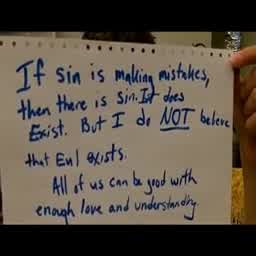 If sin is making mistakes,
then there is Sin. It does
Exist. But I do NOT believe
that Evil exists.
All of us can be good with
enough love and understanding.